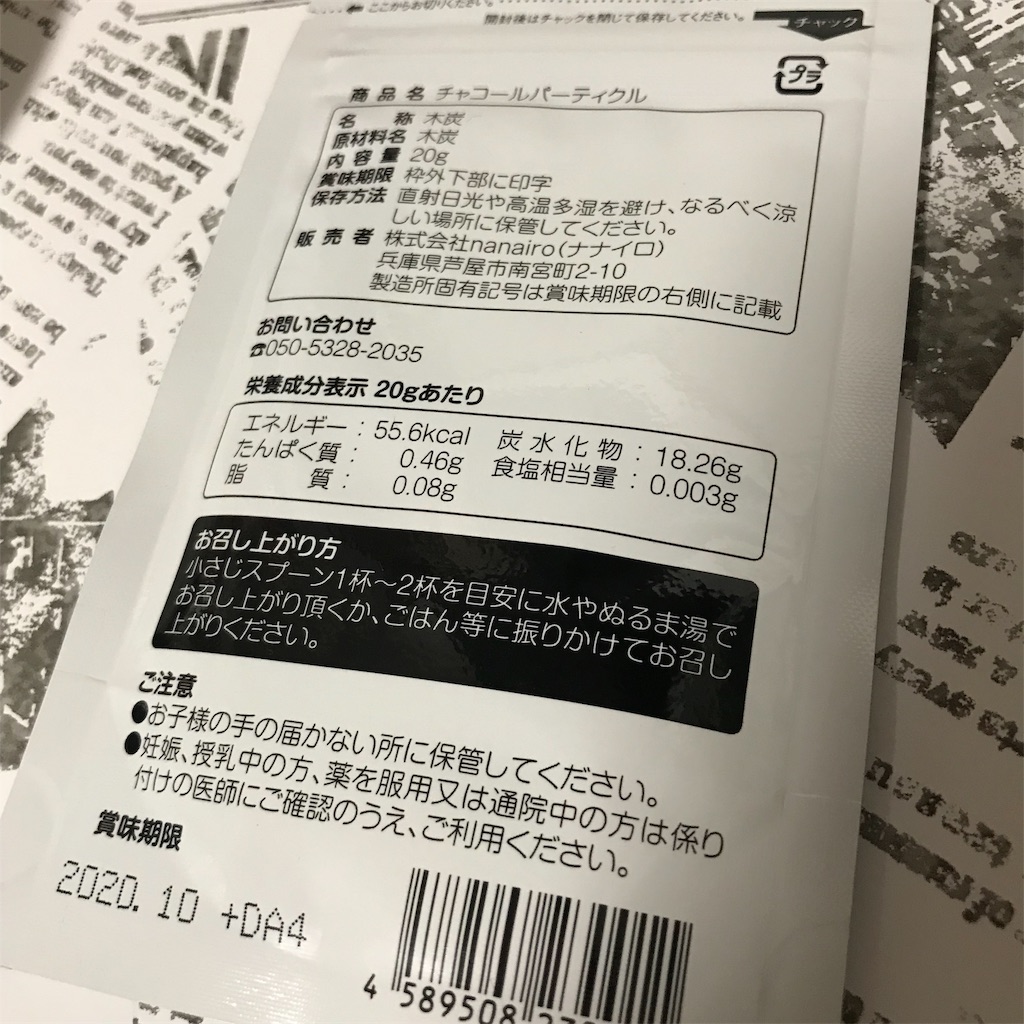 ここからお切りください。
開封後はチャックを閉じて保存してください。
チャック
プラ
商品名 チャコールパーティクル
名称 木炭
原材料名 木炭
内容量 20g
賞味期限 枠外下部に印字
保存方法 直射日光や高温多湿を避け、なるべく涼
しい場所に保管してください。
販売者 株式会社nanairo(ナナイロ)
兵庫県芦屋市南宮町2-10
製造所固有記号は賞味期限の右側に記載
お問い合わせ
☎050-5328-2035
栄養成分表示 20gあたり
エネルギー:55.6kcal 炭水化物:18.26g
たんぱく質:0.46g 食塩相当量:0.003g
脂質:0.08g
お召し上がり方
小さじスプーン1杯~2杯を目安に水やぬるま湯で
お召し上がり頂くか、ごはん等に振りかけてお召し
上がりください。
ご注意
●お子様の手の届かない所に保管してください。
●妊娠、授乳中の方、薬を服用又は通院中の方は係り
付けの医師にご確認のうえ、ご利用ください。
賞味期限
2020.10 +DA4
4 589508